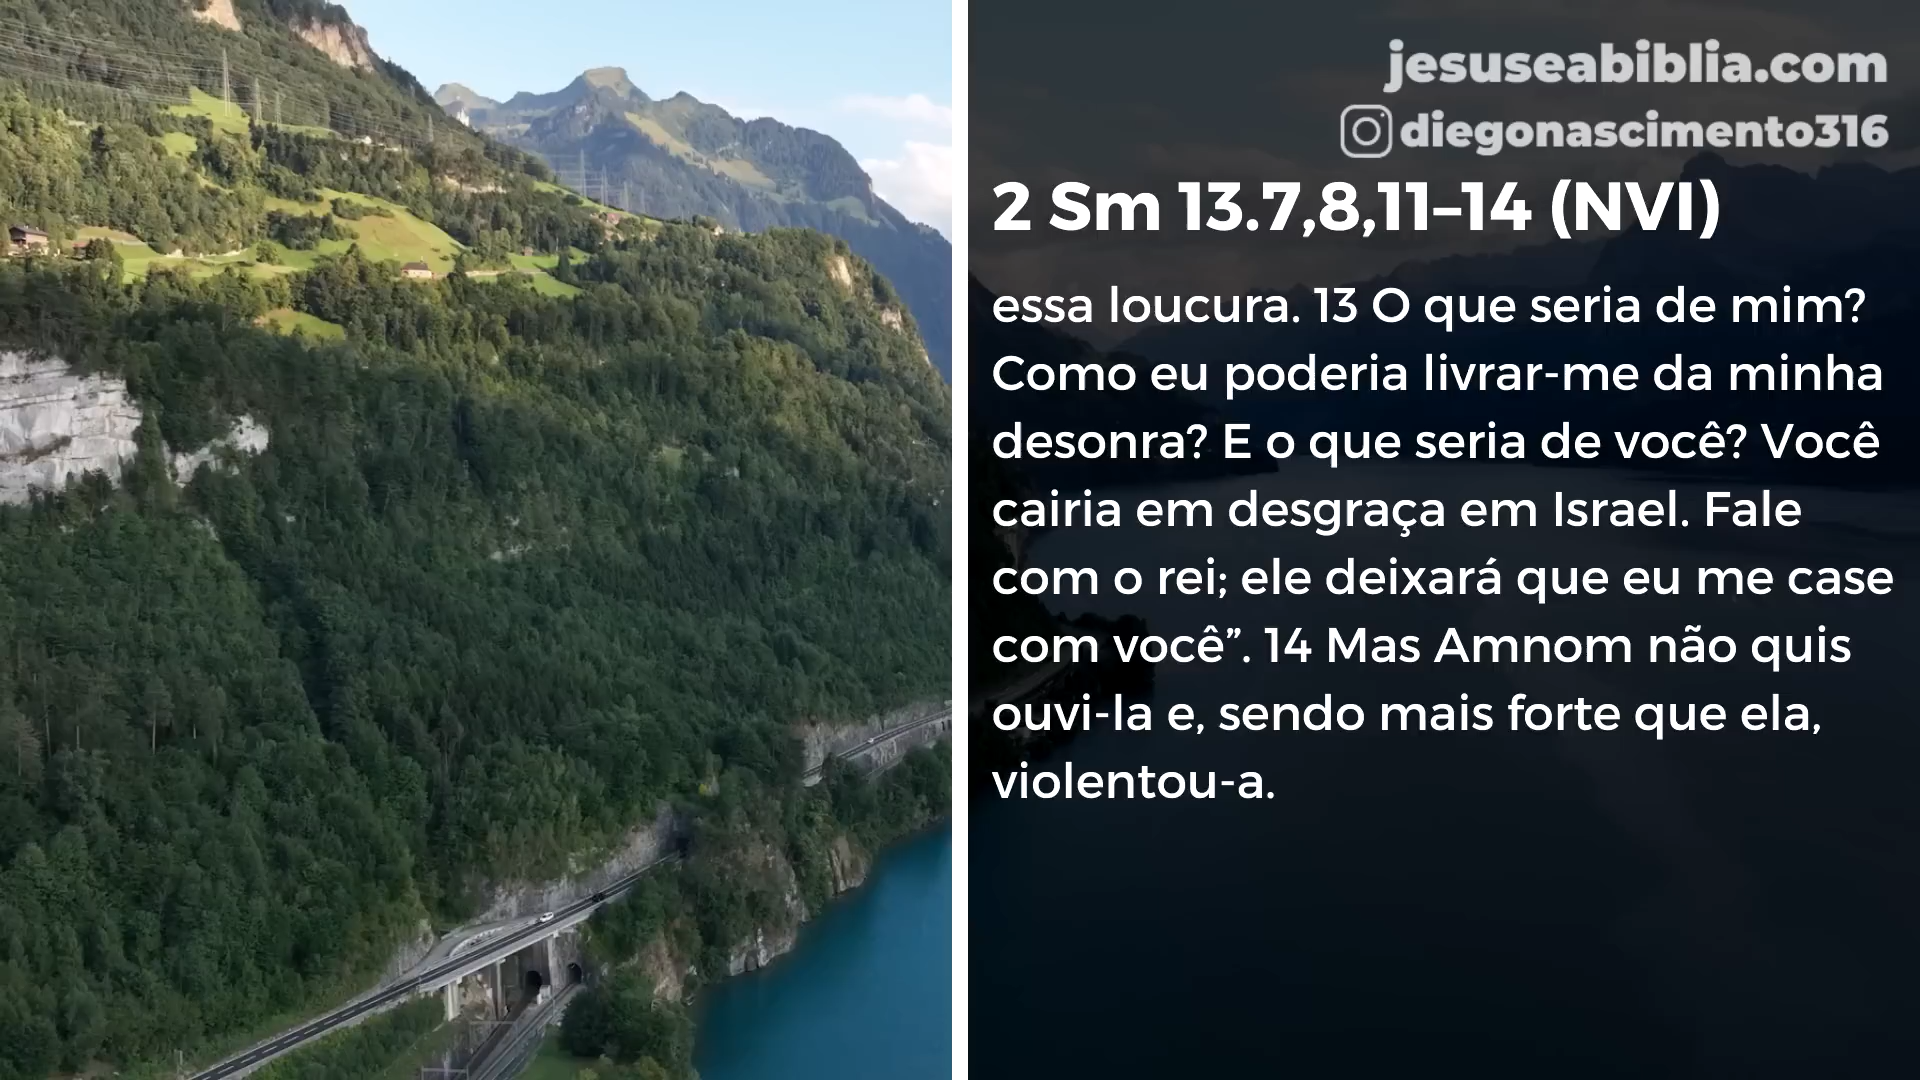 jesuseabiblia.com
diegonascimento316
2 Sm 13.7,8,11–14 (NVI)
essa loucura. 13 O que seria de mim?
Como eu poderia livrar-me da minha
desonra? E o que seria de você? Você
cairia em desgraça em Israel. Fale
com o rei; ele deixará que eu me case
com você”. 14 Mas Amnom não quis
ouvi-la e, sendo mais forte que ela,
violentou-a.